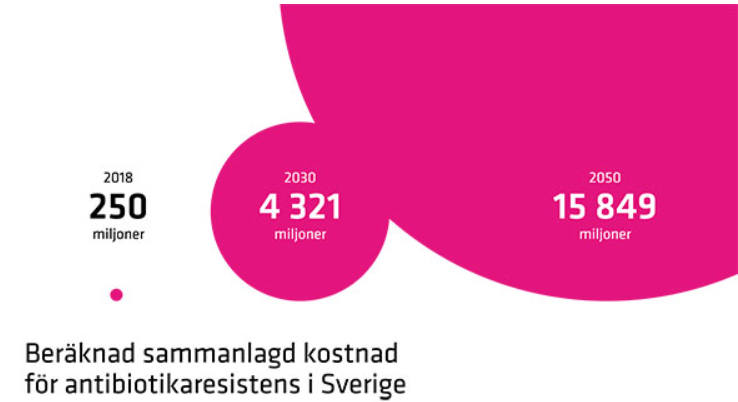 2018
250
miljoner
2030
4 321
miljoner
2050
15 849
miljoner
Beräknad sammanlagd kostnad
för antibiotikaresistens i Sverige